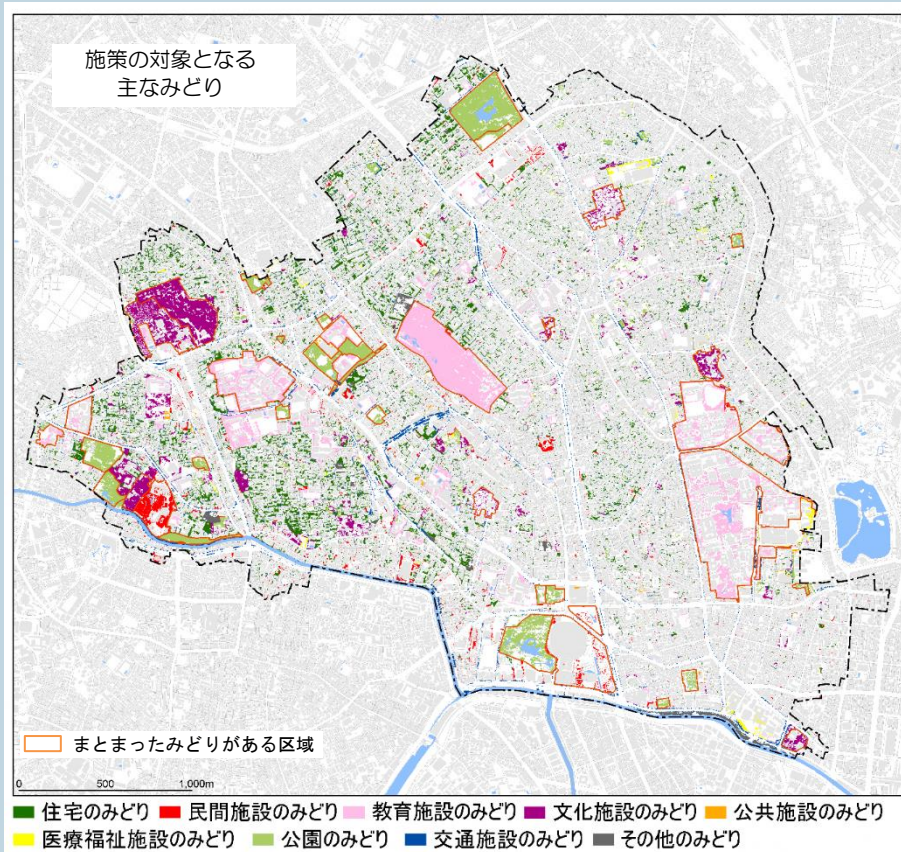 施策の対象となる
主なみどり
まとまったみどりがある区域
0 500 1,000m
住宅のみどり 民間施設のみどり 教育施設のみどり 文化施設のみどり 公共施設のみどり
医療福祉施設のみどり 公園のみどり 交通施設のみどり その他のみどり